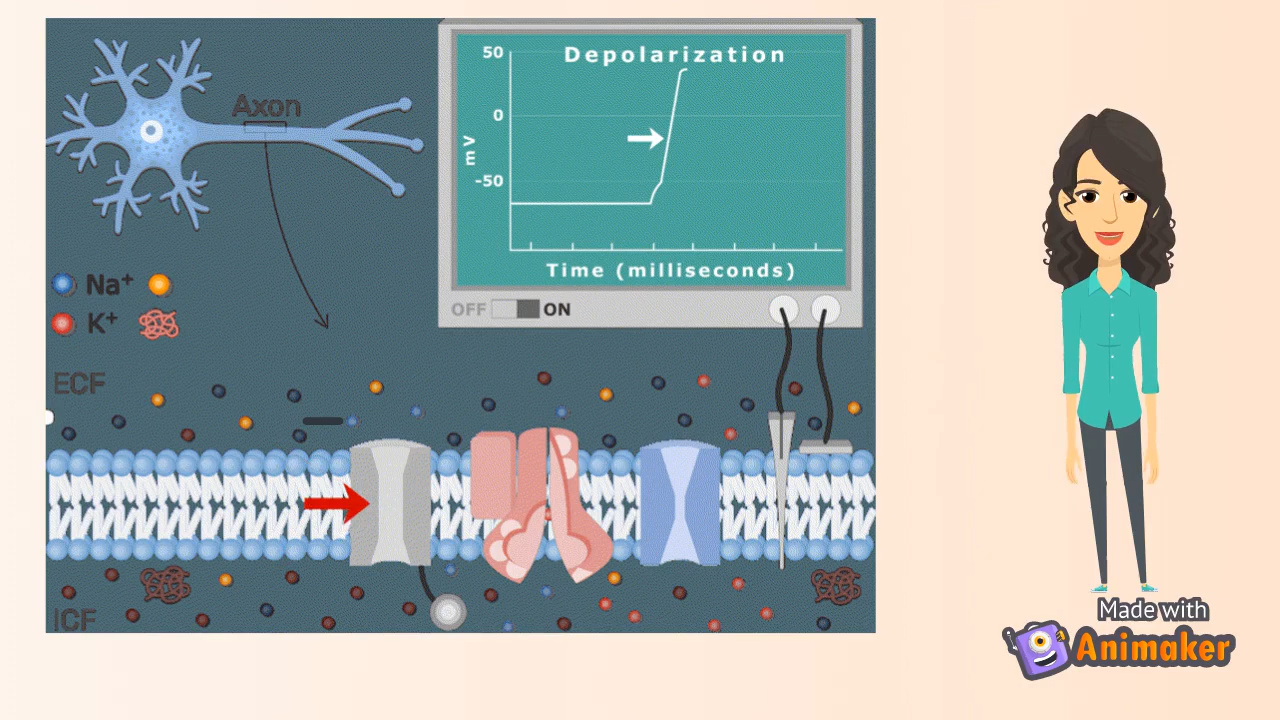 Depolarization
50
0
-50
mV
Time (milliseconds)
OFF ON
Axon
Na⁺
K⁺
ECF
ICF
Made with
Animaker